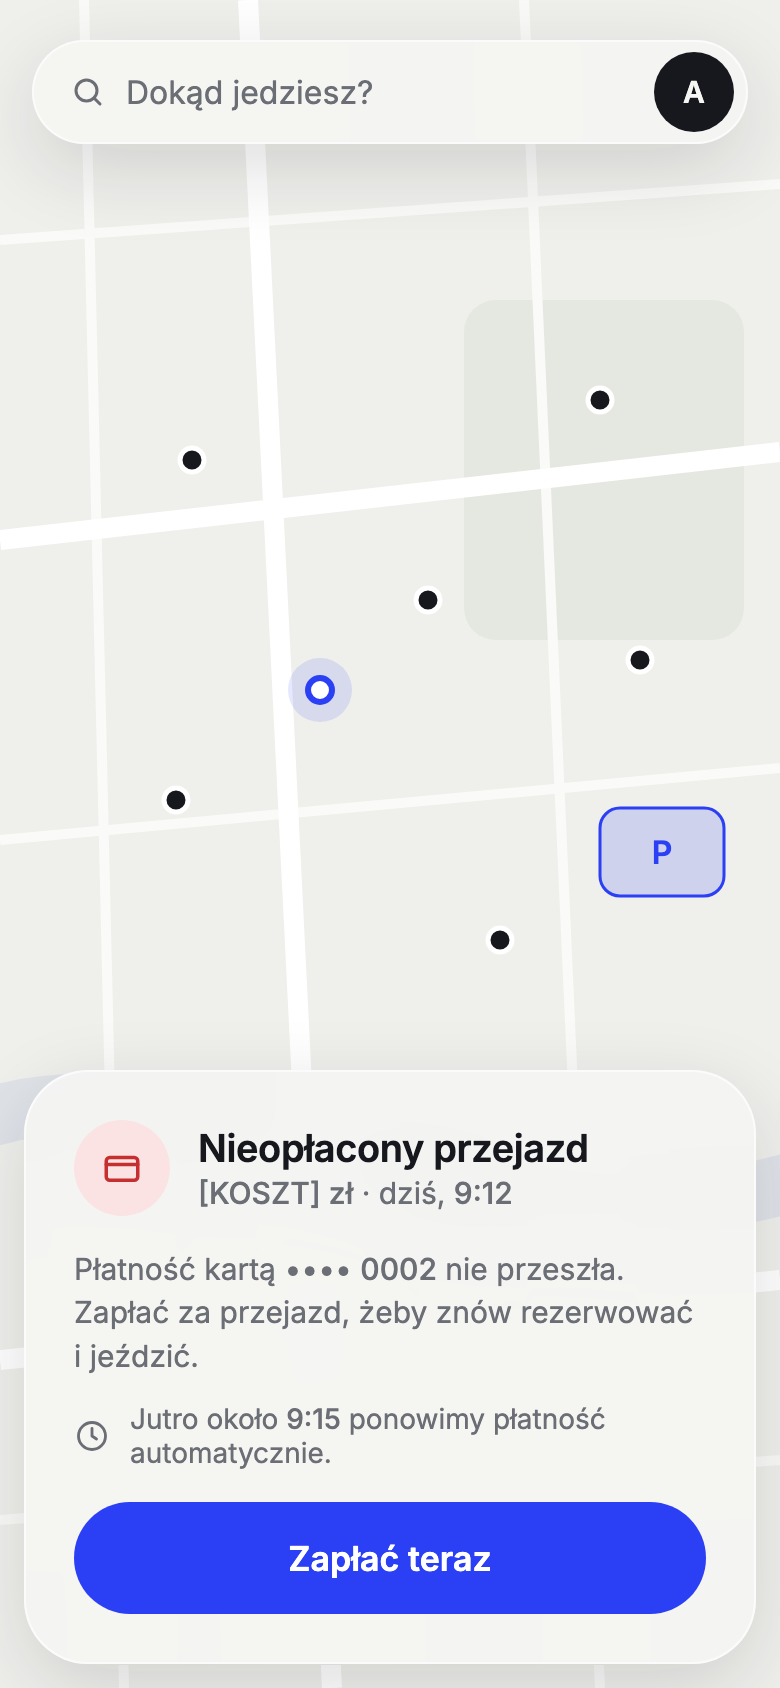 Dokąd jedziesz?
A
P
Nieopłacony przejazd
[KOSZT] zł · dziś, 9:12
Płatność kartą •••• 0002 nie przeszła.
Zapłać za przejazd, żeby znów rezerwować
i jeździć.
Jutro około 9:15 ponowimy płatność
automatycznie.
Zapłać teraz